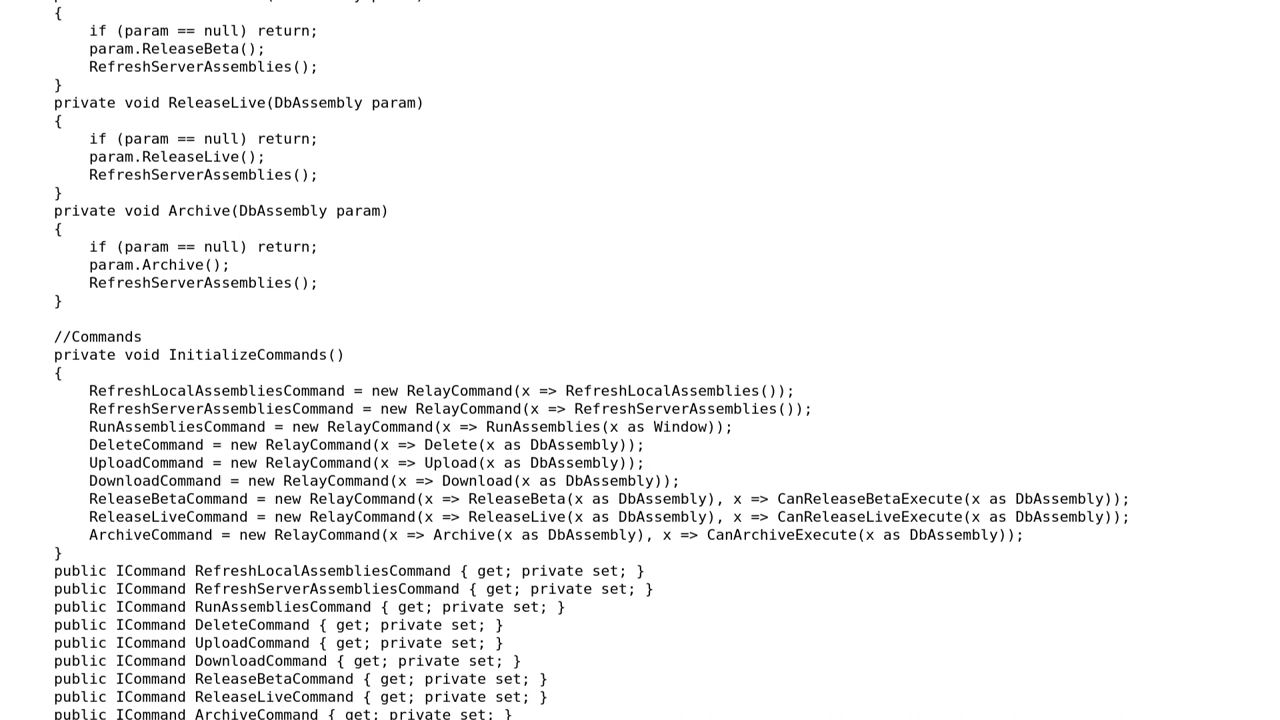 {
    if (param == null) return;
    param.ReleaseBeta();
    RefreshServerAssemblies();
}
private void ReleaseLive(DbAssembly param)
{
    if (param == null) return;
    param.ReleaseLive();
    RefreshServerAssemblies();
}
private void Archive(DbAssembly param)
{
    if (param == null) return;
    param.Archive();
    RefreshServerAssemblies();
}

//Commands
private void InitializeCommands()
{
    RefreshLocalAssembliesCommand = new RelayCommand(x => RefreshLocalAssemblies());
    RefreshServerAssembliesCommand = new RelayCommand(x => RefreshServerAssemblies());
    RunAssembliesCommand = new RelayCommand(x => RunAssemblies(x as Window));
    DeleteCommand = new RelayCommand(x => Delete(x as DbAssembly));
    UploadCommand = new RelayCommand(x => Upload(x as DbAssembly));
    DownloadCommand = new RelayCommand(x => Download(x as DbAssembly));
    ReleaseBetaCommand = new RelayCommand(x => ReleaseBeta(x as DbAssembly), x => CanReleaseBetaExecute(x as DbAssembly));
    ReleaseLiveCommand = new RelayCommand(x => ReleaseLive(x as DbAssembly), x => CanReleaseLiveExecute(x as DbAssembly));
    ArchiveCommand = new RelayCommand(x => Archive(x as DbAssembly), x => CanArchiveExecute(x as DbAssembly));
}
public ICommand RefreshLocalAssembliesCommand { get; private set; }
public ICommand RefreshServerAssembliesCommand { get; private set; }
public ICommand RunAssembliesCommand { get; private set; }
public ICommand DeleteCommand { get; private set; }
public ICommand UploadCommand { get; private set; }
public ICommand DownloadCommand { get; private set; }
public ICommand ReleaseBetaCommand { get; private set; }
public ICommand ReleaseLiveCommand { get; private set; }
public ICommand ArchiveCommand { get; private set; }